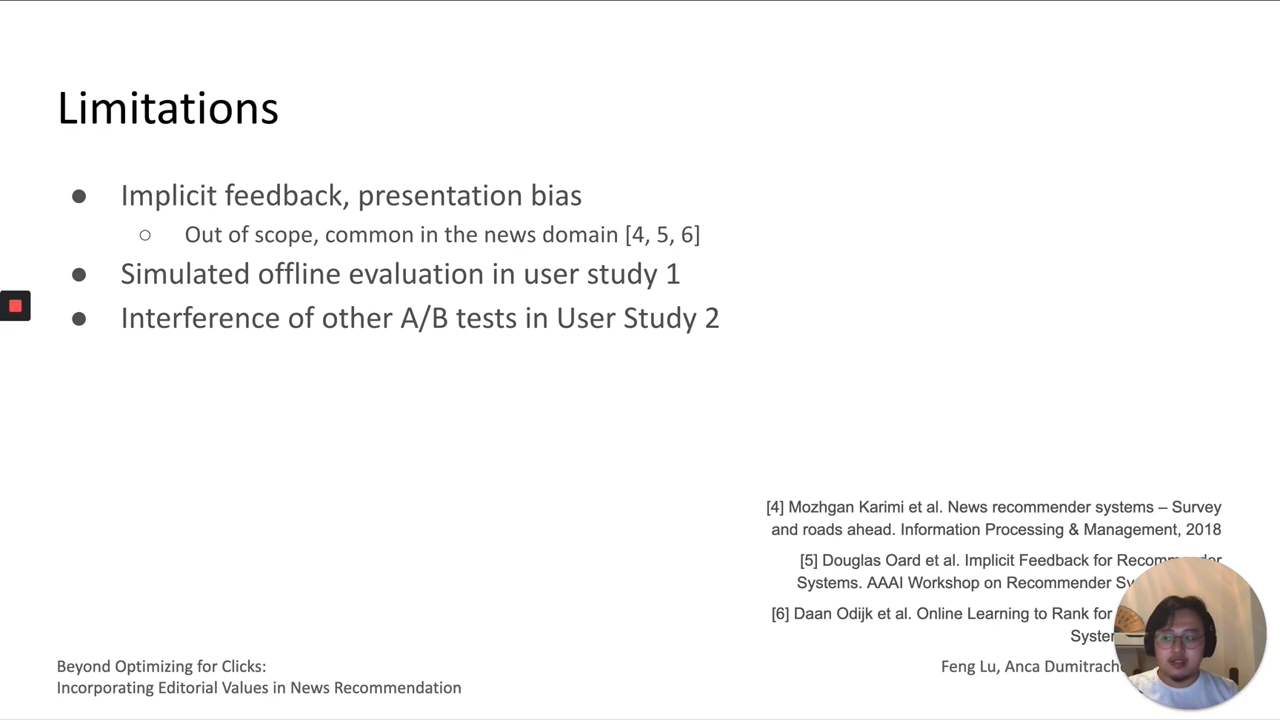 Limitations
● Implicit feedback, presentation bias
○ Out of scope, common in the news domain [4, 5, 6]
● Simulated offline evaluation in user study 1
● Interference of other A/B tests in User Study 2
[4] Mozhgan Karimi et al. News recommender systems – Survey
and roads ahead. Information Processing & Management, 2018
[5] Douglas Oard et al. Implicit Feedback for Recommender
Systems. AAAI Workshop on Recommender
[6] Daan Odijk et al. Online Learning to Rank for
Beyond Optimizing for Clicks:
Incorporating Editorial Values in News Recommendation
Feng Lu, Anca